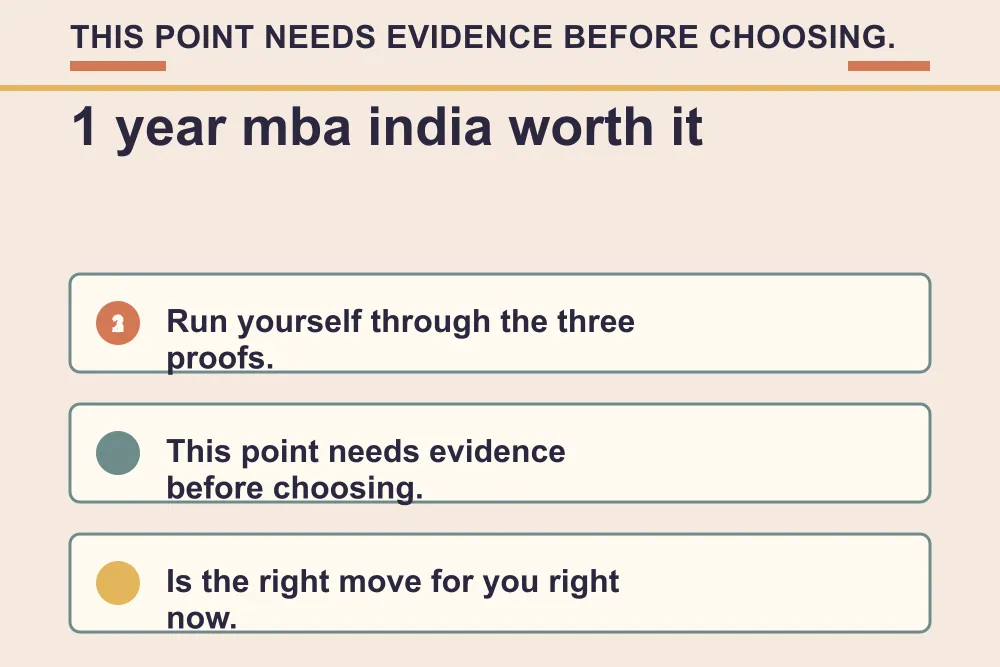 THIS POINT NEEDS EVIDENCE BEFORE CHOOSING.
1 year mba india worth it
Run yourself through the three
proofs.
This point needs evidence
before choosing.
Is the right move for you right
now.